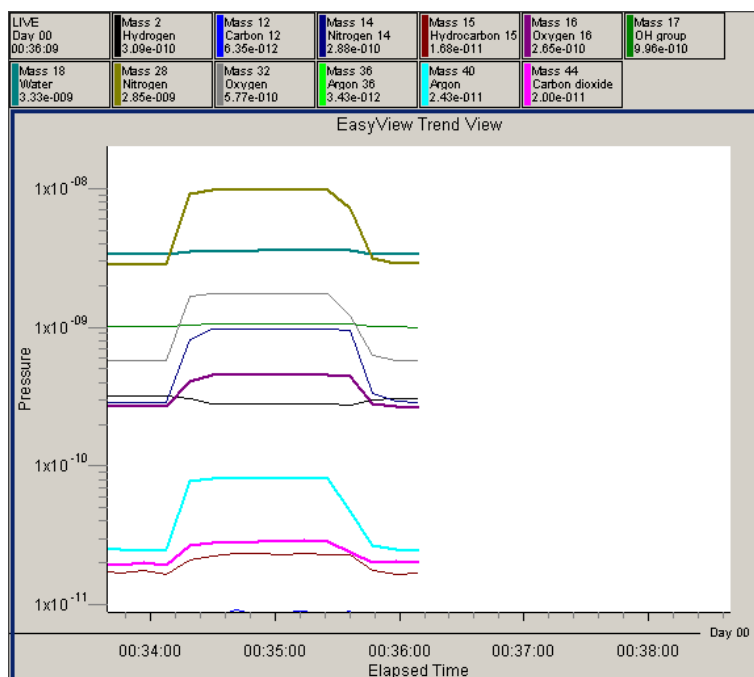 LIVE
Day 00
00:36:09
Mass 2
Hydrogen
3.09e-010
Mass 12
Carbon 12
6.35e-012
Mass 14
Nitrogen 14
2.88e-010
Mass 15
Hydrocarbon 15
1.68e-011
Mass 16
Oxygen 16
2.65e-010
Mass 17
OH group
9.96e-010
Mass 18
Water
3.33e-009
Mass 28
Nitrogen
2.85e-009
Mass 32
Oxygen
5.77e-010
Mass 36
Argon 36
3.43e-012
Mass 40
Argon
2.43e-011
Mass 44
Carbon dioxide
2.00e-011
EasyView Trend View
1x10^-08
1x10^-09
1x10^-10
1x10^-11
Pressure
Day 00
00:34:00 00:35:00 00:36:00 00:37:00 00:38:00
Elapsed Time